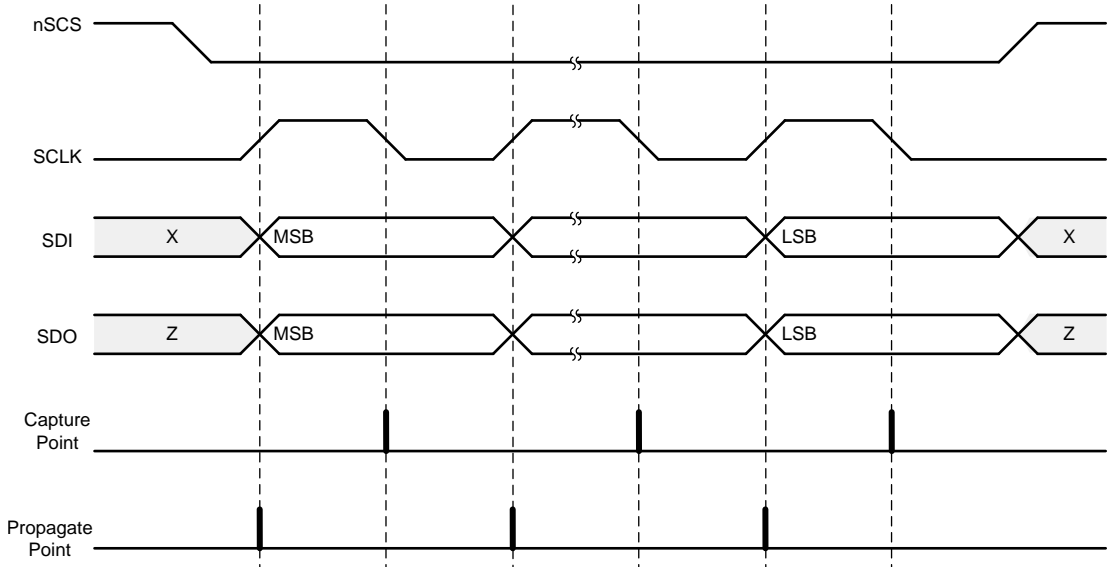 nSCS
SCLK
SDI
X
MSB
LSB
X
SDO
Z
MSB
LSB
Z
Capture
Point
Propagate
Point